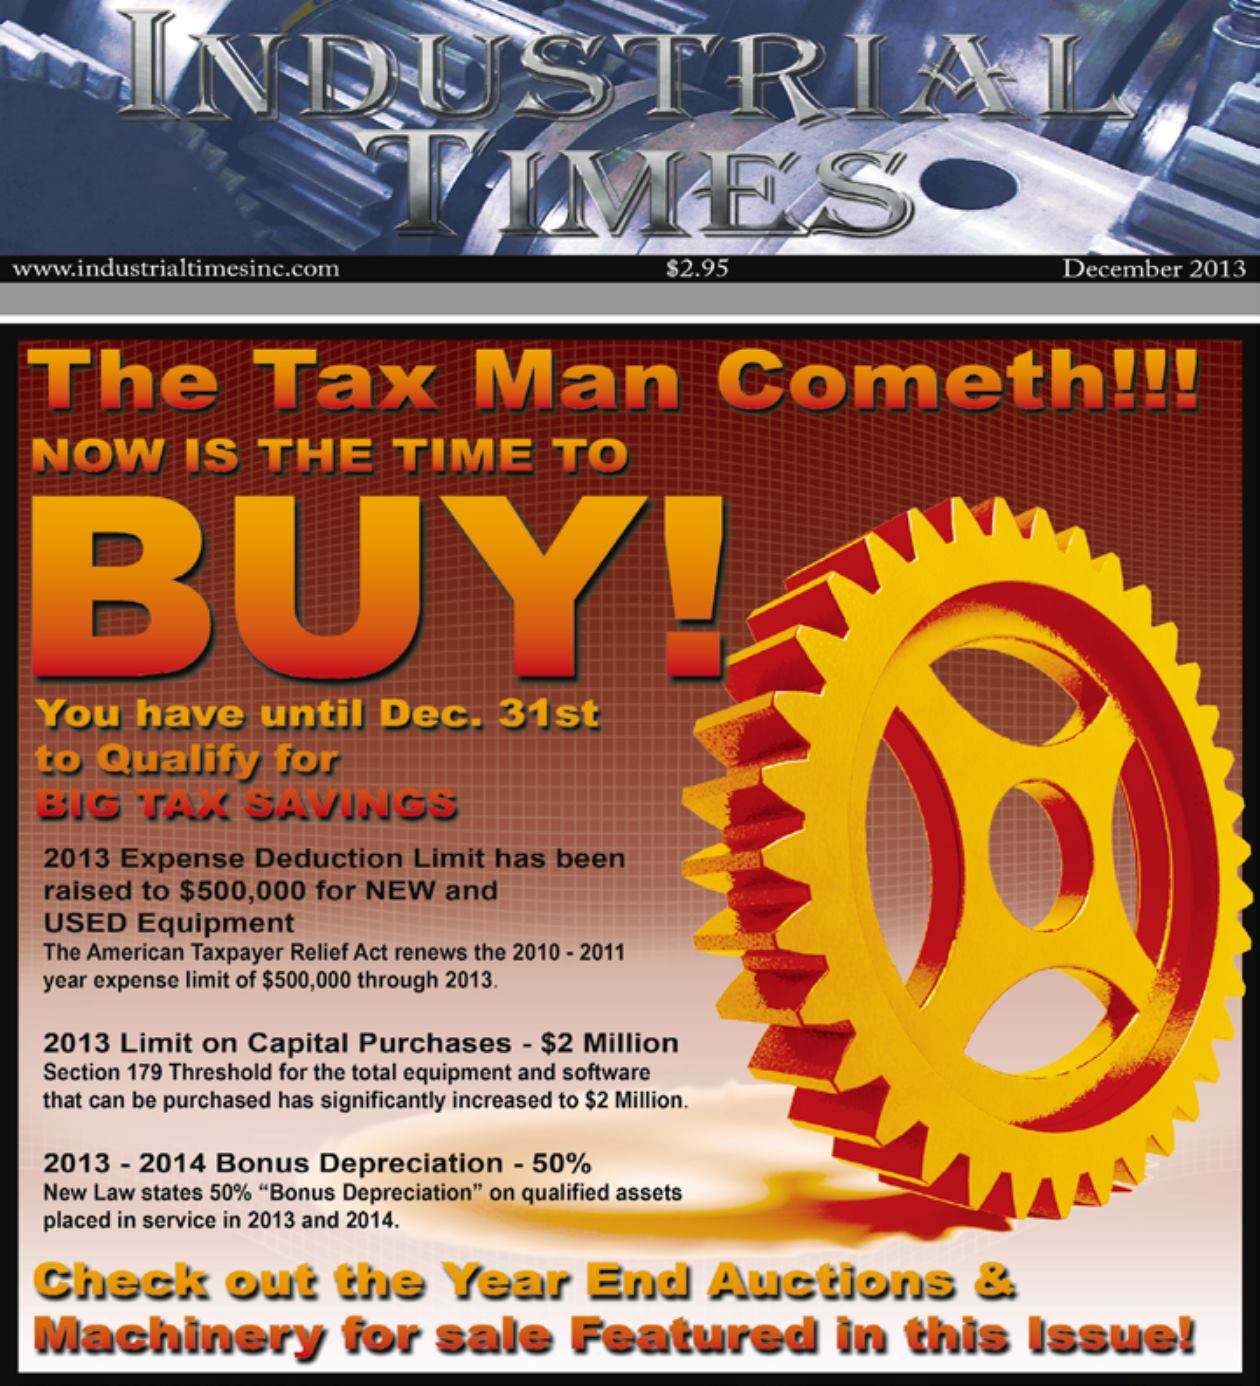 INDUSTRIAL
TIMES
www.industrialtimesinc.com $2.95 December 2013
The Tax Man Cometh!!!
NOW IS THE TIME TO
BUY!
You have until Dec. 31st
to Qualify for
BIG TAX SAVINGS
2013 Expense Deduction Limit has been
raised to $500,000 for NEW and
USED Equipment
The American Taxpayer Relief Act renews the 2010 - 2011
year expense limit of $500,000 through 2013.
2013 Limit on Capital Purchases - $2 Million
Section 179 Threshold for the total equipment and software
that can be purchased has significantly increased to $2 Million.
2013 - 2014 Bonus Depreciation - 50%
New Law states 50% “Bonus Depreciation” on qualified assets
placed in service in 2013 and 2014.
Check out the Year End Auctions &
Machinery for sale Featured in this Issue!